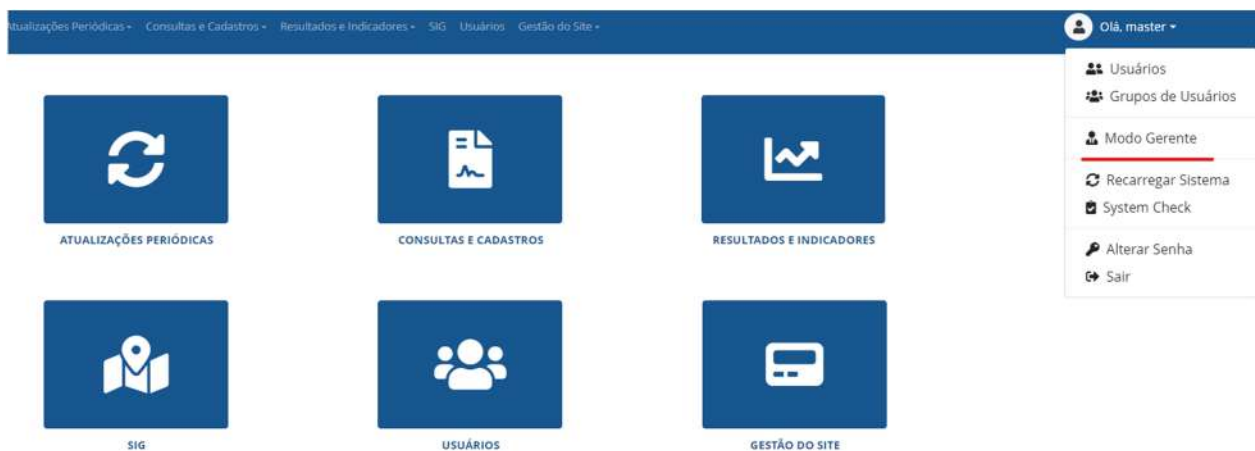 Atualizações Periódicas Consultas e Cadastros Resultados e Indicadores SIG Usuários Gestão do Site Olá, master
Usuários
Grupos de Usuários
Modo Gerente
Recarregar Sistema
System Check
Alterar Senha
Sair
ATUALIZAÇÕES PERIÓDICAS CONSULTAS E CADASTROS RESULTADOS E INDICADORES
SIG USUÁRIOS GESTÃO DO SITE